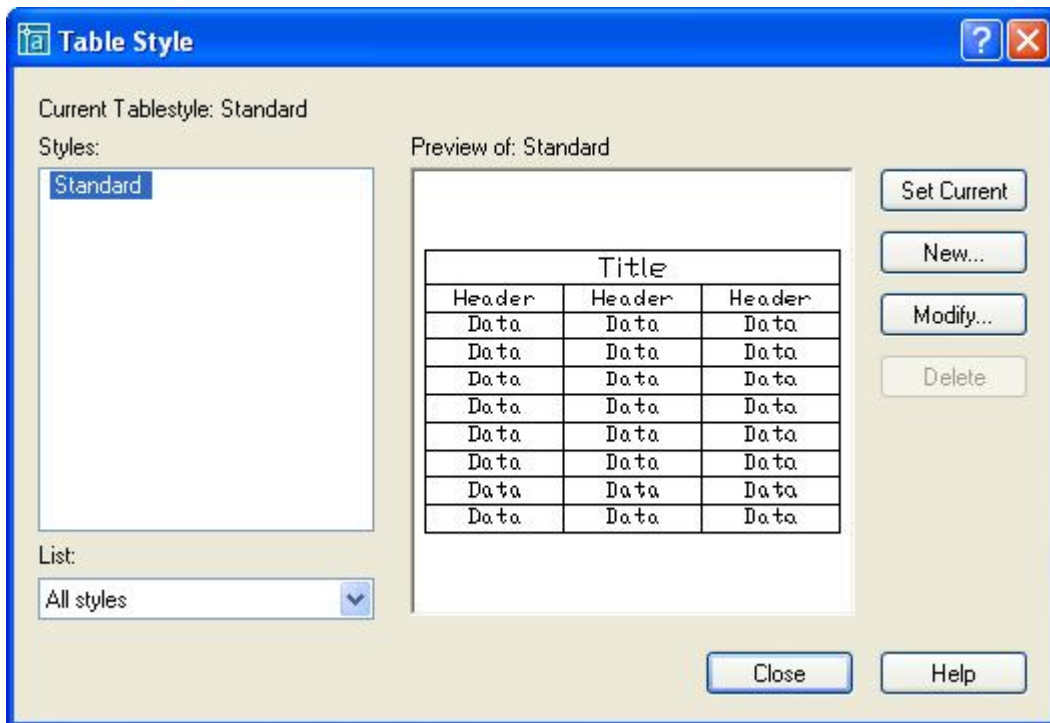 Table Style
Current Tablestyle: Standard
Styles:
Standard
List:
All styles
Preview of: Standard
Title
Header Header Header
Data Data Data
Data Data Data
Data Data Data
Data Data Data
Data Data Data
Data Data Data
Data Data Data
Data Data Data
Set Current
New...
Modify...
Delete
Close Help